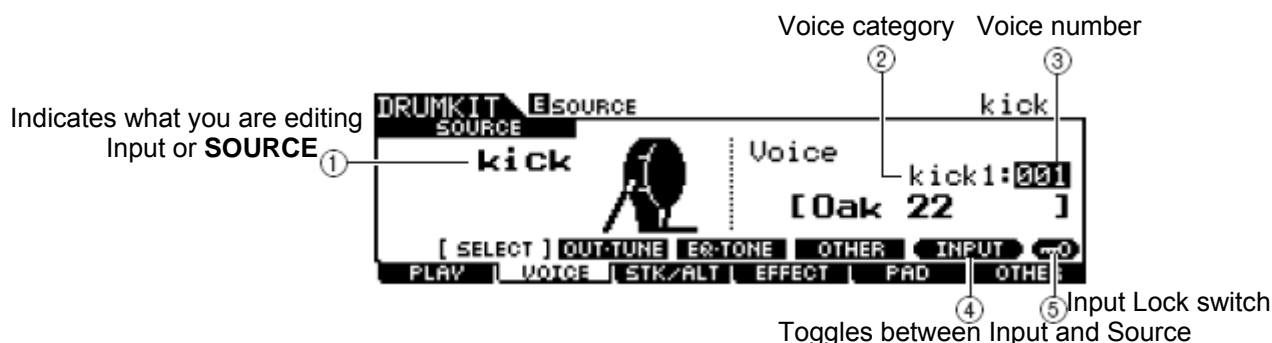 Voice category Voice number
② ③
Indicates what you are editing
Input or SOURCE
①
DRUMKIT E SOURCE kick
SOURCE
kick
Voice
kick1:001
[Oak 22 ]
[ SELECT ] OUT·TUNE EQ·TONE OTHER INPUT
PLAY VOICE STK/ALT EFFECT PAD OTHER
④ ⑤ Input Lock switch
Toggles between Input and Source